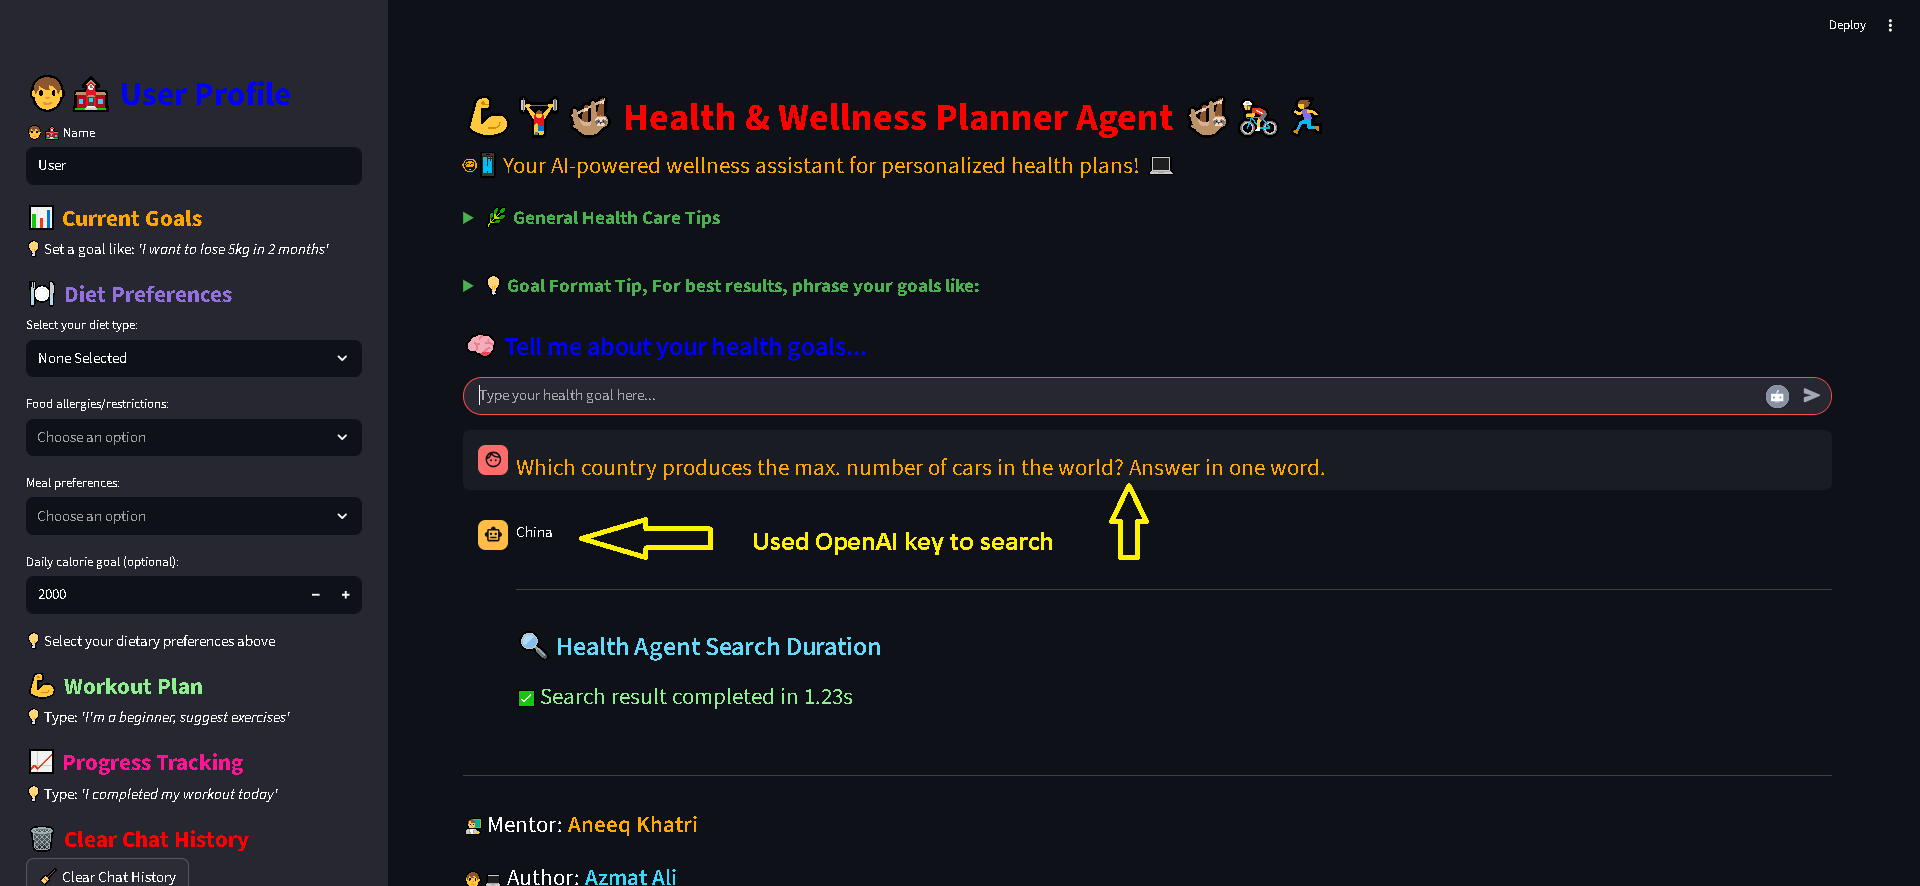 User Profile
Name
User
Current Goals
Set a goal like: 'I want to lose 5kg in 2 months'
Diet Preferences
Select your diet type:
None Selected
Food allergies/restrictions:
Choose an option
Meal preferences:
Choose an option
Daily calorie goal (optional):
2000
Select your dietary preferences above
Workout Plan
Type: 'I'm a beginner, suggest exercises'
Progress Tracking
Type: 'I completed my workout today'
Clear Chat History
Clear Chat History
Deploy
Health & Wellness Planner Agent
Your AI-powered wellness assistant for personalized health plans!
General Health Care Tips
Goal Format Tip, For best results, phrase your goals like:
Tell me about your health goals...
Type your health goal here...
Which country produces the max. number of cars in the world? Answer in one word.
China
Used OpenAI key to search
Health Agent Search Duration
Search result completed in 1.23s
Mentor: Aneeq Khatri
Author: Azmat Ali